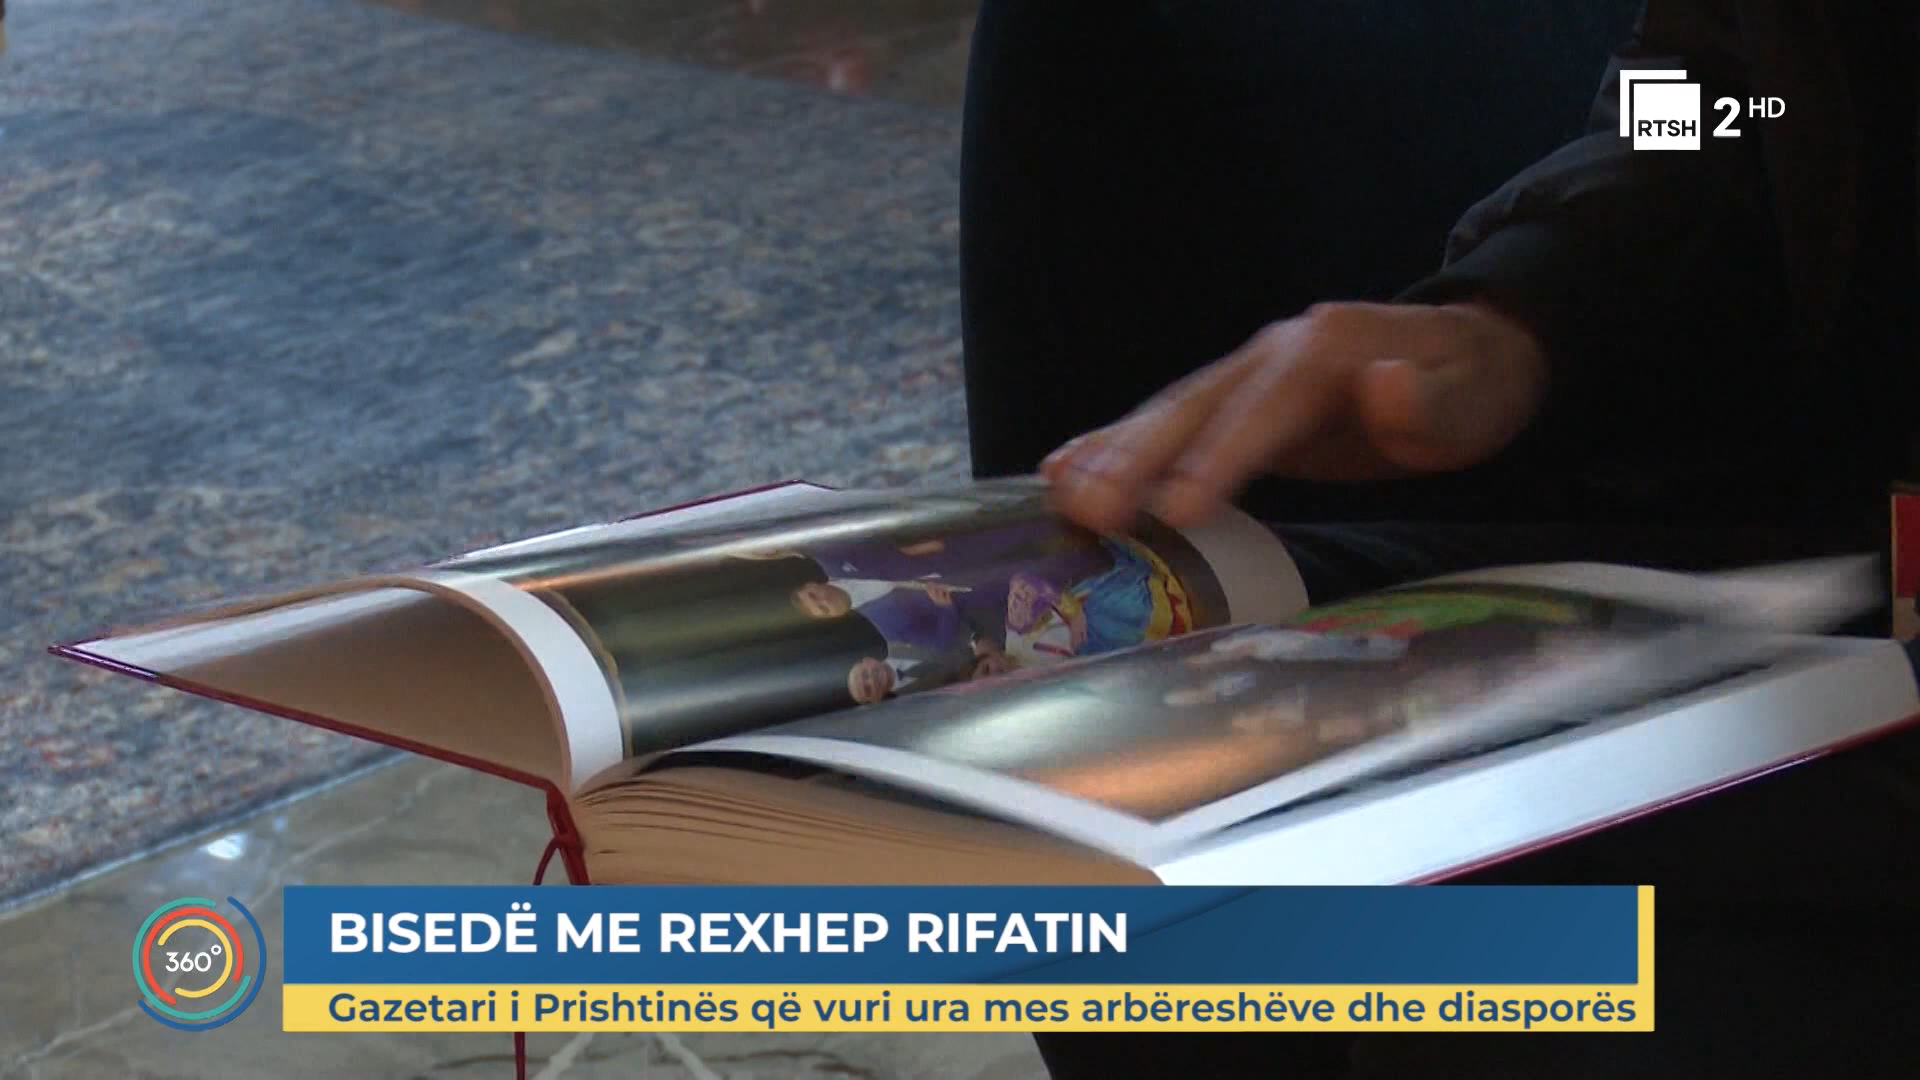 RTSH 2 HD
360°
BISEDË ME REXHEP RIFATIN
Gazetari i Prishtinës që vuri ura mes arbëreshëve dhe diasporës